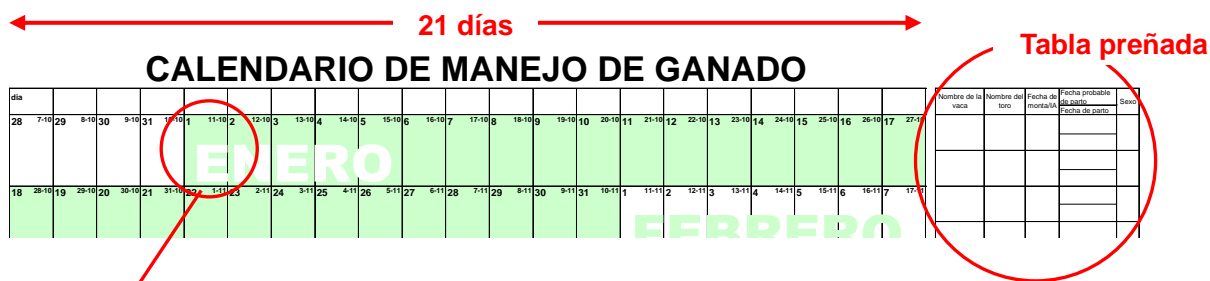 21 días
Tabla preñada
CALENDARIO DE MANEJO DE GANADO
día
Nombre de la vaca Nombre del toro Fecha de monta/IA Fecha probable de parto Fecha de parto Sexo
28 7-10 29 8-10 30 9-10 31 10-10 1 11-10 2 12-10 3 13-10 4 14-10 5 15-10 6 16-10 7 17-10 8 18-10 9 19-10 10 20-10 11 21-10 12 22-10 13 23-10 14 24-10 15 25-10 16 26-10 17 27-10
ENERO
18 28-10 19 29-10 20 30-10 21 31-10 22 1-11 23 2-11 24 3-11 25 4-11 26 5-11 27 6-11 28 7-11 29 8-11 30 9-11 31 10-11 1 11-11 2 12-11 3 13-11 4 14-11 5 15-11 6 16-11 7 17-11
FEBRERO